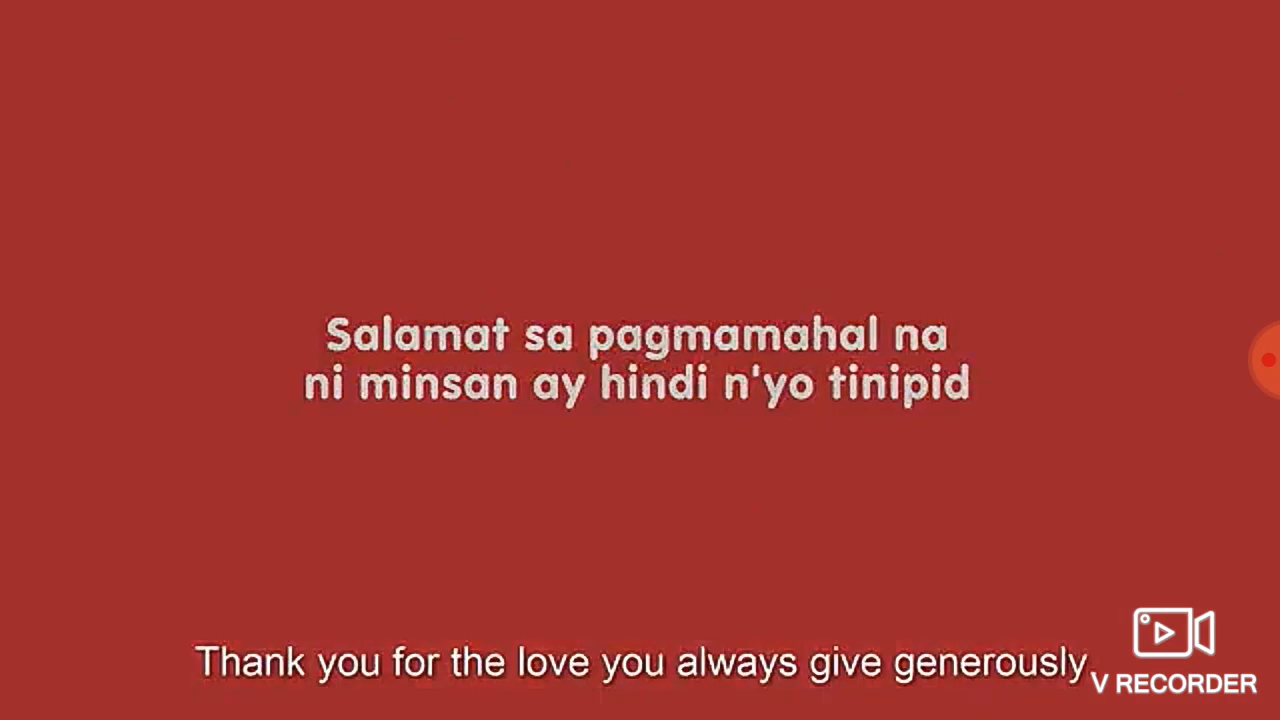 Salamat sa pagmamahal na
ni minsan ay hindi n'yo tinipid
Thank you for the love you always give generously
V RECORDER